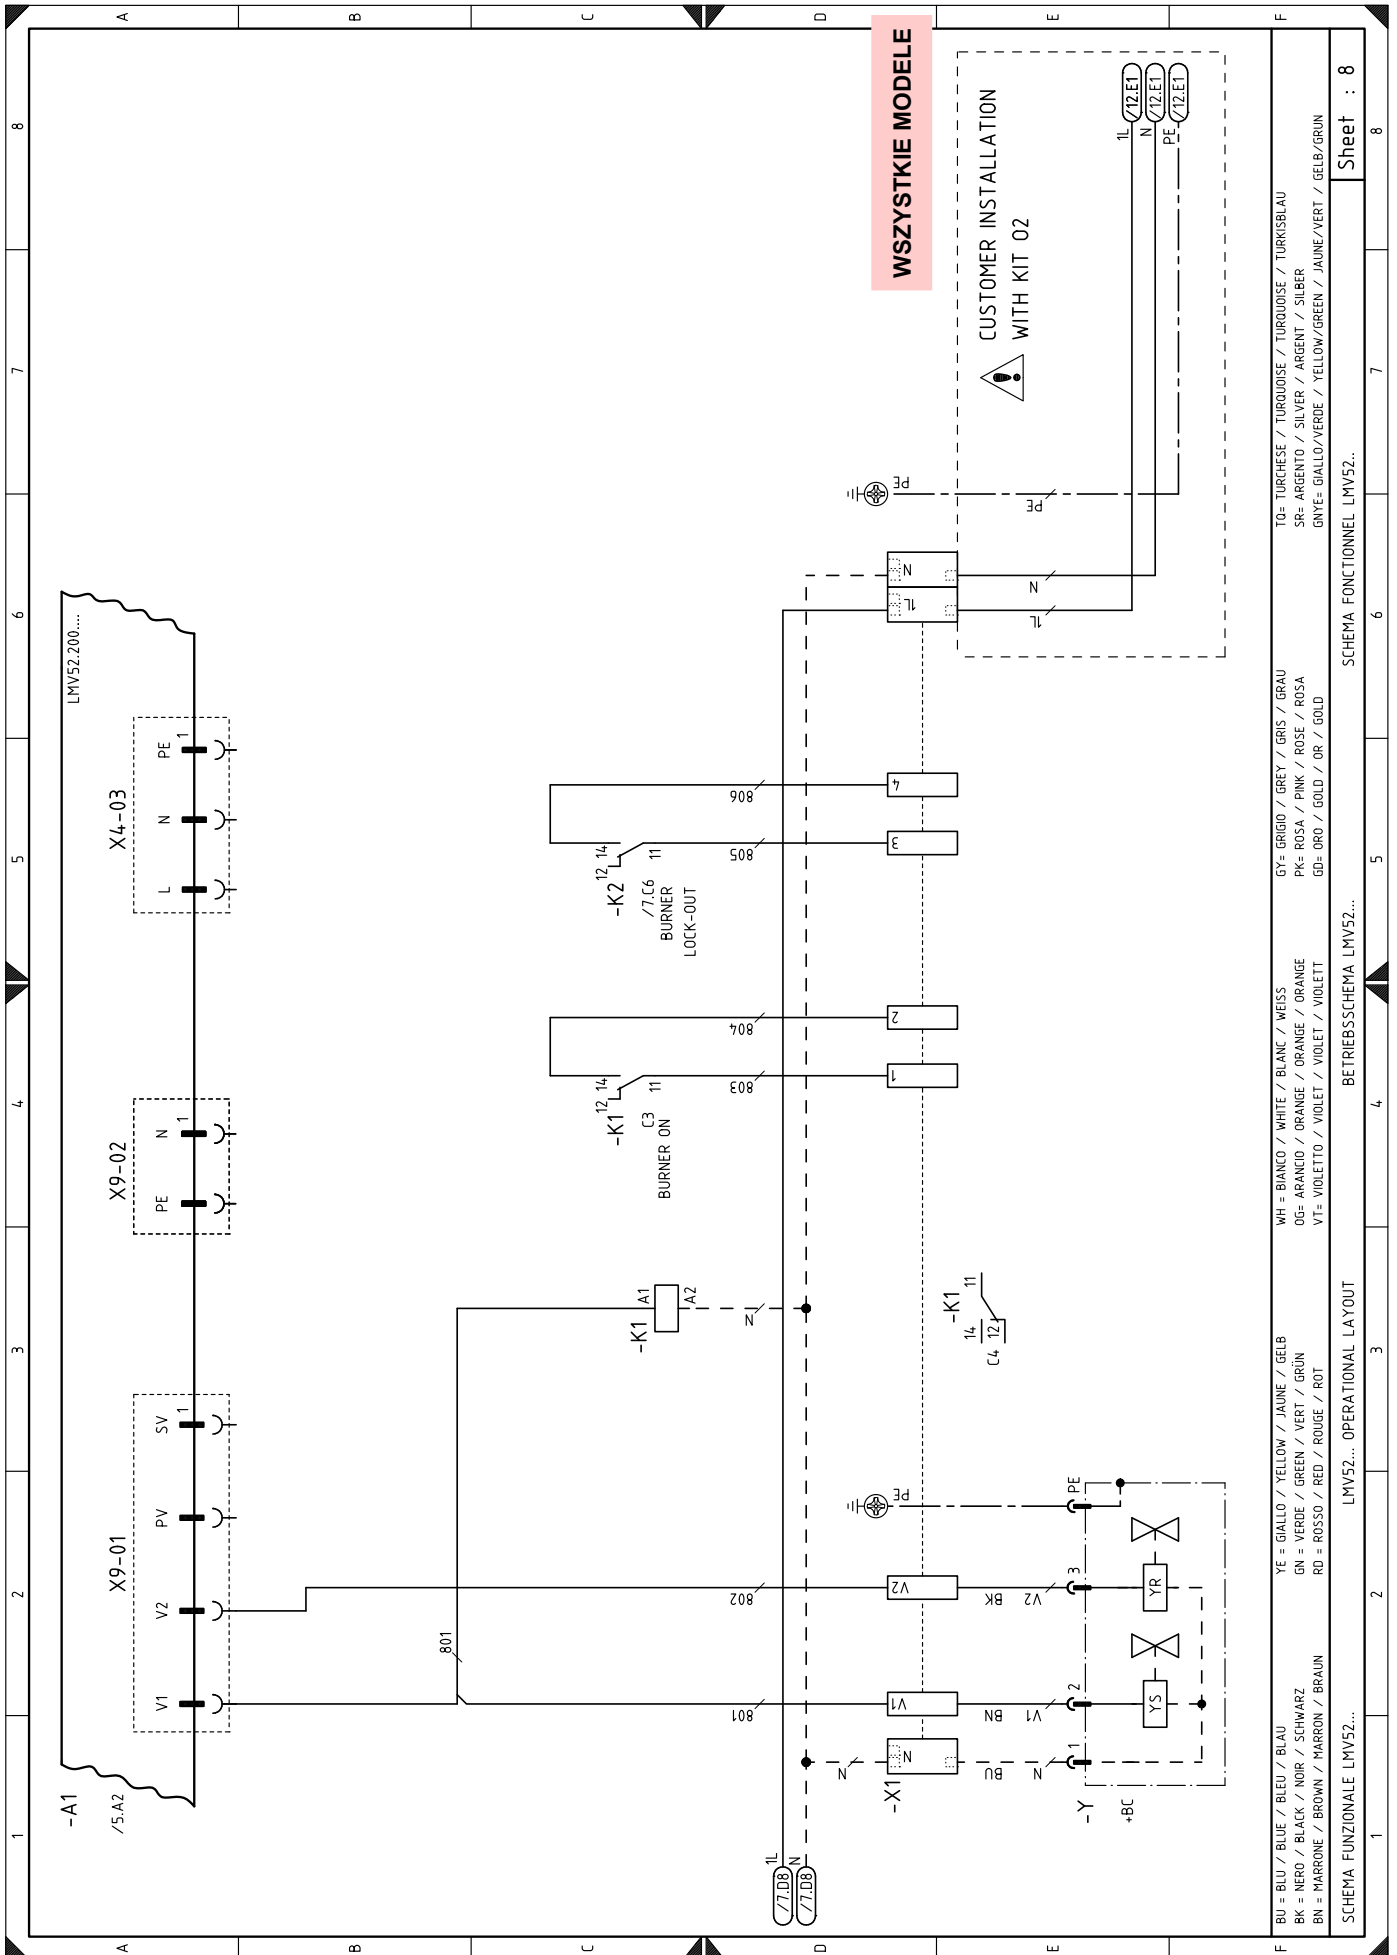 1 2 3 4 5 6 7 8
A
B
C
D
E
F
-A1
/5.A2
LMV52.200....
X9-01
V1 V2 PV SV 1
X9-02
PE N 1
X4-03
L N PE 1
801
801
802
-K1
A1
A2
N
-K1
12 14
11
C3
BURNER ON
803
804
-K2
12 14
11
/7.C6
BURNER
LOCK-OUT
805
806
/7.D8 1L
/7.D8 N
WSZYSTKIE MODELE
-X1
N
N
V1
V2
PE
1
2
3
4
1L
N
PE
BU
N
BN
V1
BK
V2
-K1
14
12
11
C4
1L
N
PE
CUSTOMER INSTALLATION
WITH KIT O2
1L /12.E1
N /12.E1
PE /12.E1
-Y
+BC
1 2 3 PE
YS
YR
BU = BLU / BLUE / BLEU / BLAU
BK = NERO / BLACK / NOIR / SCHWARZ
BN = MARRONE / BROWN / MARRON / BRAUN
YE = GIALLO / YELLOW / JAUNE / GELB
GN = VERDE / GREEN / VERT / GRÜN
RD = ROSSO / RED / ROUGE / ROT
WH = BIANCO / WHITE / BLANC / WEISS
OG= ARANCIO / ORANGE / ORANGE / ORANGE
VT= VIOLETTO / VIOLET / VIOLET / VIOLETT
GY= GRIGIO / GREY / GRIS / GRAU
PK= ROSA / PINK / ROSE / ROSA
GD= ORO / GOLD / OR / GOLD
TQ= TURCHESE / TURQUOISE / TURQUOISE / TURKISBLAU
SR= ARGENTO / SILVER / ARGENT / SILBER
GNYE= GIALLO/VERDE / YELLOW/GREEN / JAUNE/VERT / GELB/GRUN
SCHEMA FUNZIONALE LMV52...
LMV52... OPERATIONAL LAYOUT
BETRIEBSSCHEMA LMV52...
SCHEMA FONCTIONNEL LMV52..
Sheet : 8
1 2 3 4 5 6 7 8
A
B
C
D
E
F